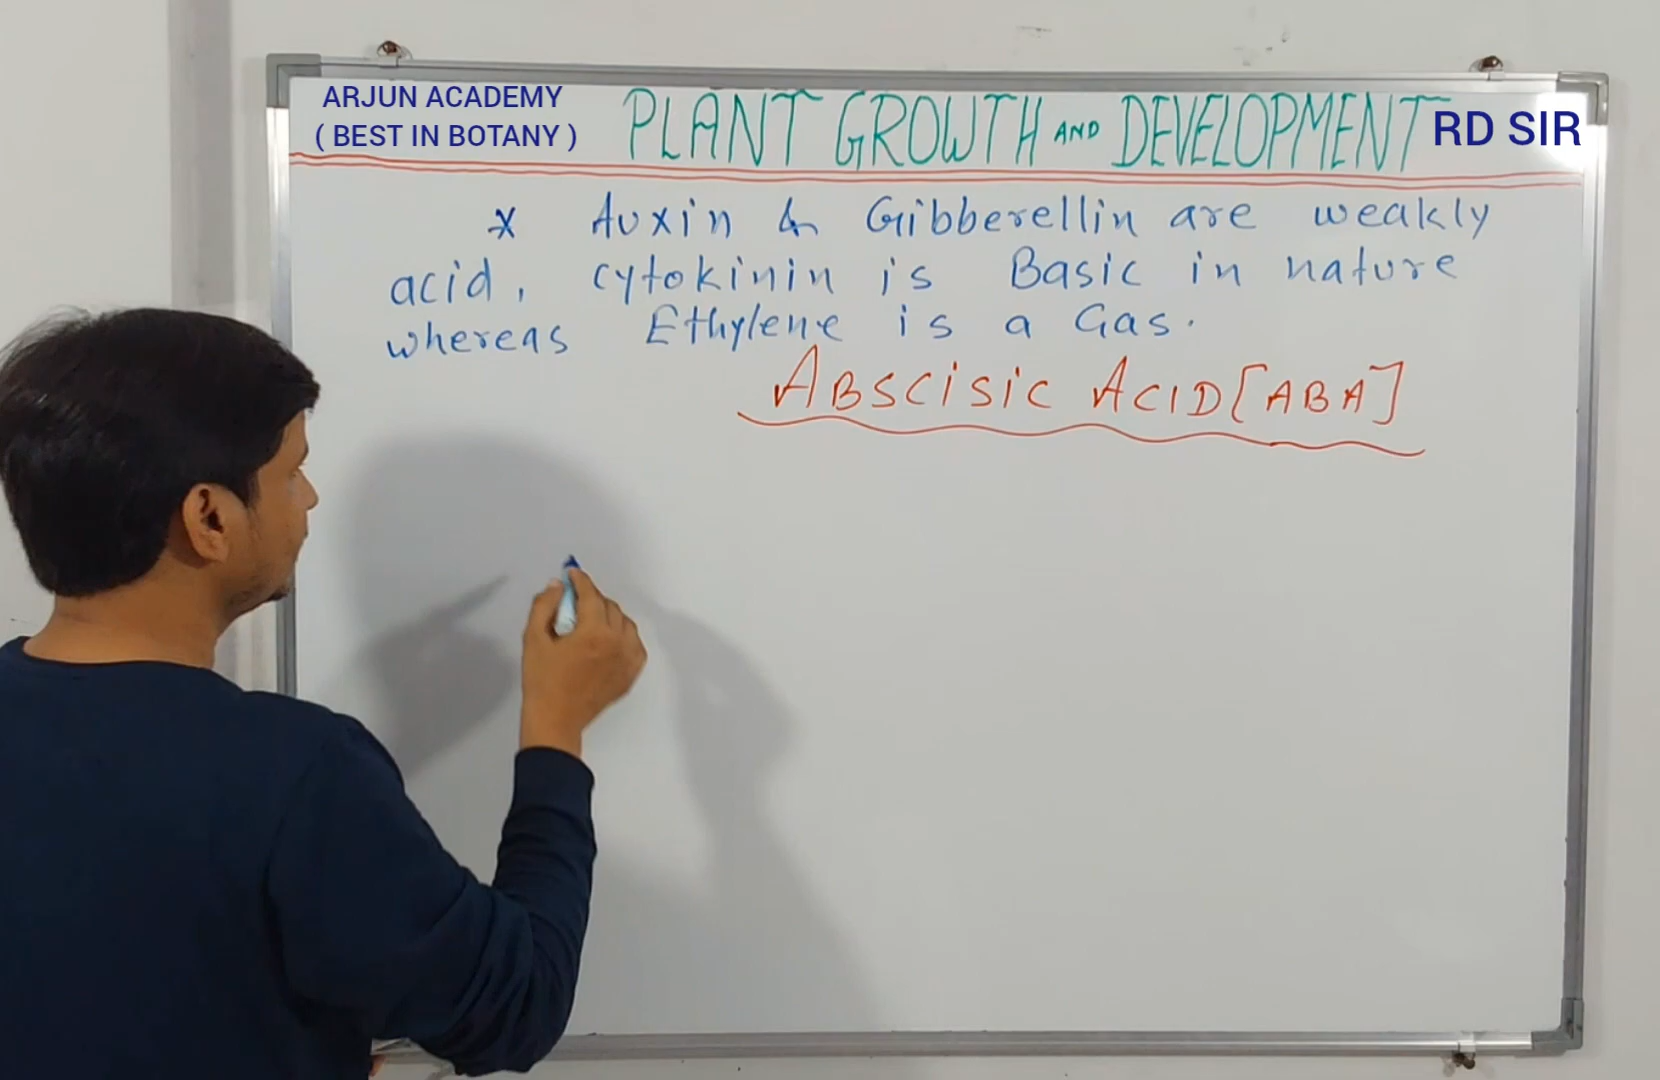 ARJUN ACADEMY
( BEST IN BOTANY )
PLANT GROWTH AND DEVELOPMENT
RD SIR
* Auxin & Gibberellin are weakly
acid, cytokinin is Basic in nature
whereas Ethylene is a Gas.
ABSCISIC ACID [ABA]